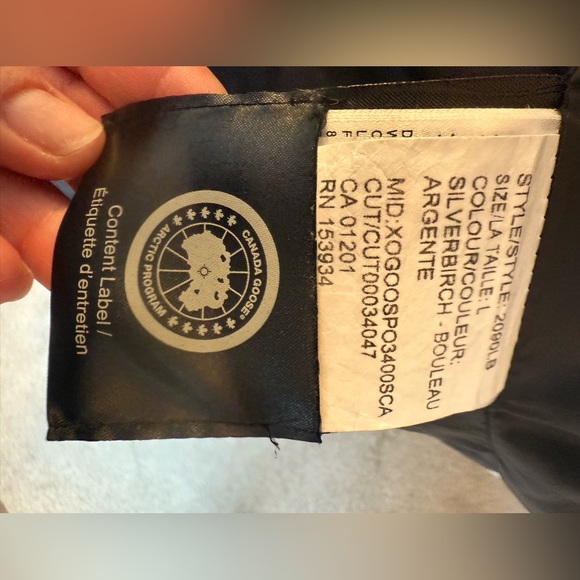 Content Label /
Étiquette d'entretien
CANADA GOOSE®
ARCTIC PROGRAM
STYLE/STYLE: 2090LB
SIZE/LA TAILLE: L
COLOUR/COULEUR:
SILVERBIRCH - BOULEAU
ARGENTE
MID:XOGOOSPO3400SCA
CUT/CUTD0034047
CA 01201
RN 153934